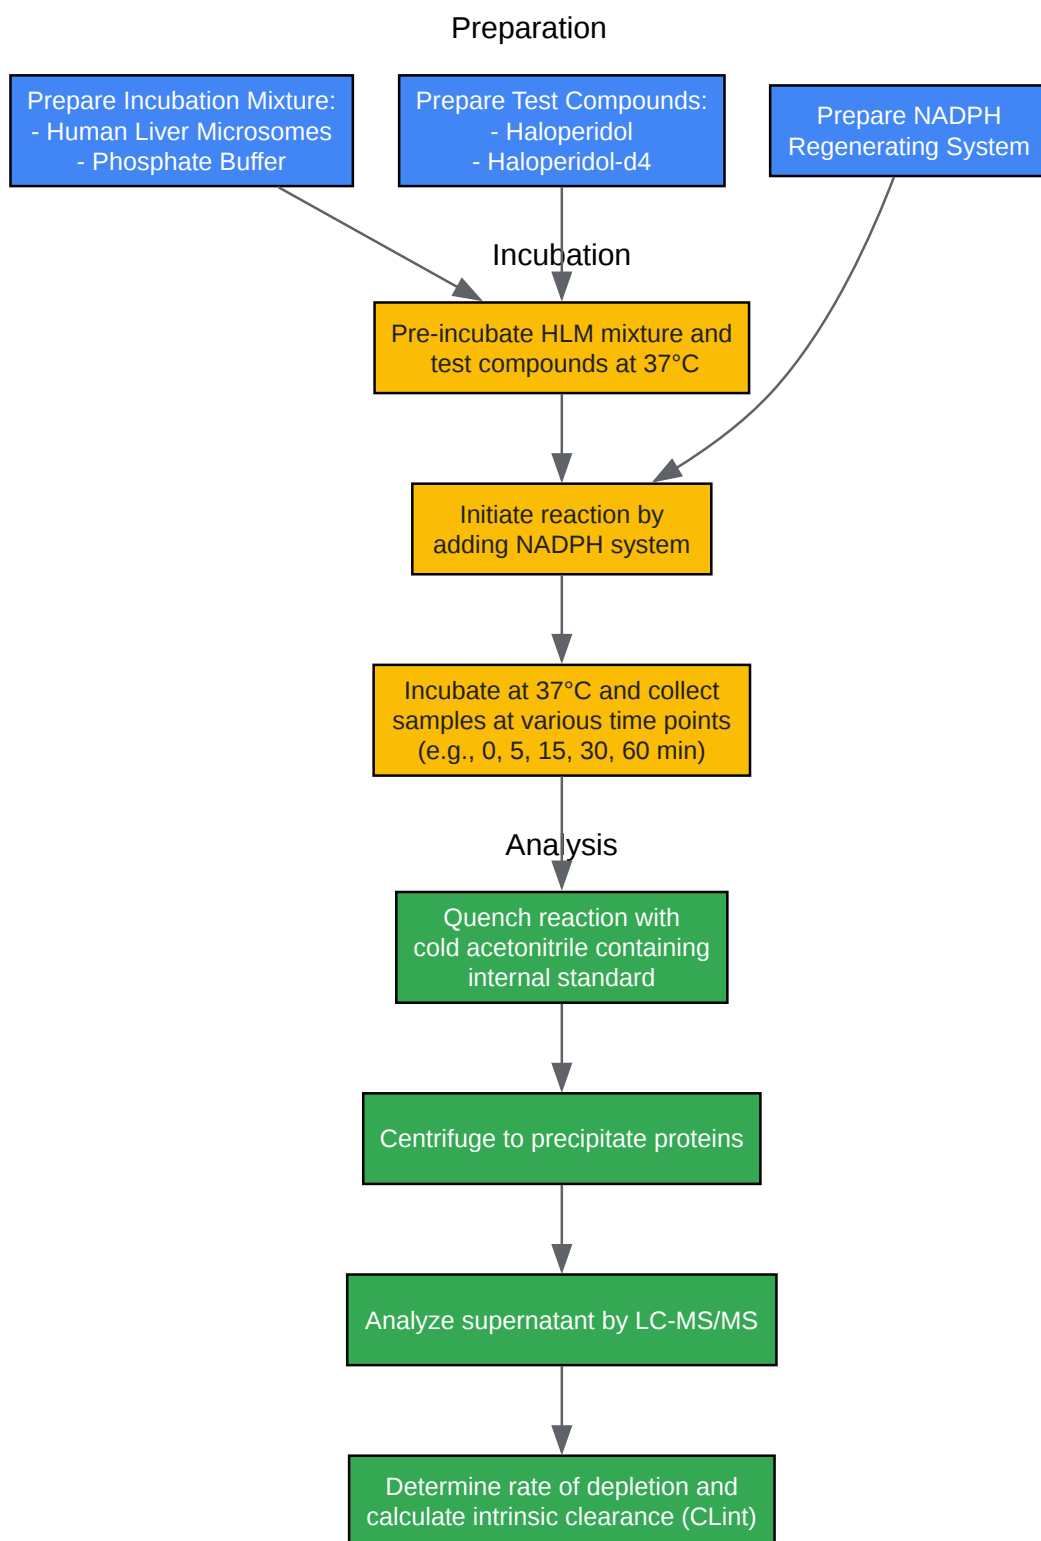 Preparation
Prepare Incubation Mixture:
- Human Liver Microsomes
- Phosphate Buffer
Prepare Test Compounds:
- Haloperidol
- Haloperidol-d4
Prepare NADPH
Regenerating System
Incubation
Pre-incubate HLM mixture and
test compounds at 37°C
Initiate reaction by
adding NADPH system
Incubate at 37°C and collect
samples at various time points
(e.g., 0, 5, 15, 30, 60 min)
Analysis
Quench reaction with
cold acetonitrile containing
internal standard
Centrifuge to precipitate proteins
Analyze supernatant by LC-MS/MS
Determine rate of depletion and
calculate intrinsic clearance (CLint)